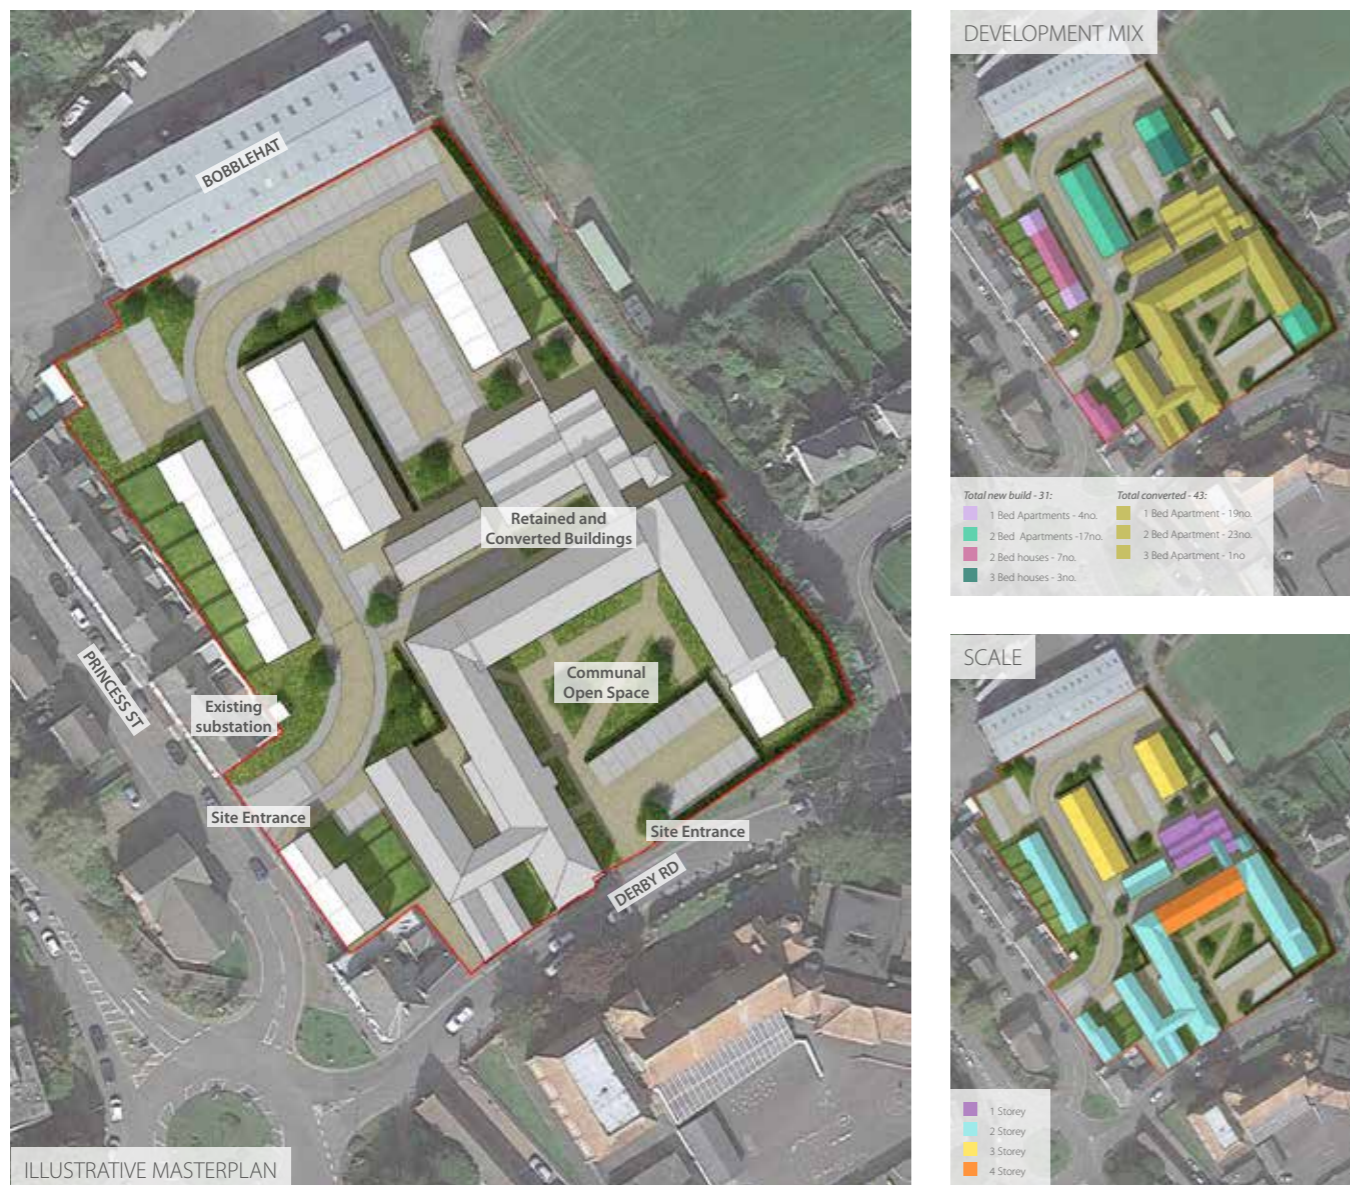 BOBBLEHAT
Retained and
Converted Buildings
Communal
Open Space
PRINCESS ST
Existing
substation
Site Entrance
Site Entrance
DERBY RD
ILLUSTRATIVE MASTERPLAN
DEVELOPMENT MIX
Total new build - 31:
1 Bed Apartments - 4no.
2 Bed Apartments -17no.
2 Bed houses - 7no.
3 Bed houses - 3no.
Total converted - 43:
1 Bed Apartment - 19no.
2 Bed Apartment - 23no.
3 Bed Apartment - 1no
SCALE
1 Storey
2 Storey
3 Storey
4 Storey